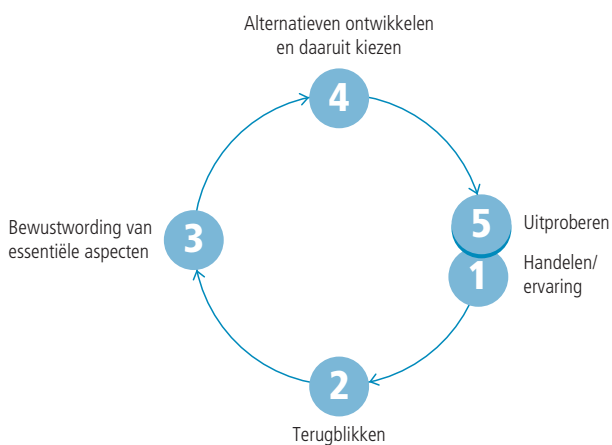 Alternatieven ontwikkelen
en daaruit kiezen
4
5
Uitproberen
Bewustwording van
essentiële aspecten
3
Handelen/
ervaring
1
2
Terugblikken